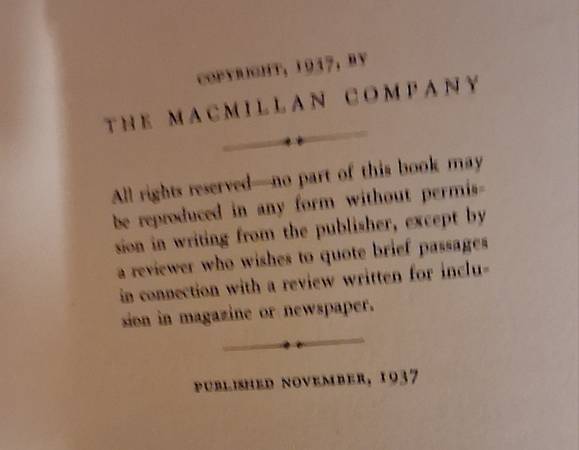 COPYRIGHT, 1937, BY
THE MACMILLAN COMPANY
All rights reserved—no part of this book may
be reproduced in any form without permis-
sion in writing from the publisher, except by
a reviewer who wishes to quote brief passages
in connection with a review written for inclu-
sion in magazine or newspaper.
PUBLISHED NOVEMBER, 1937